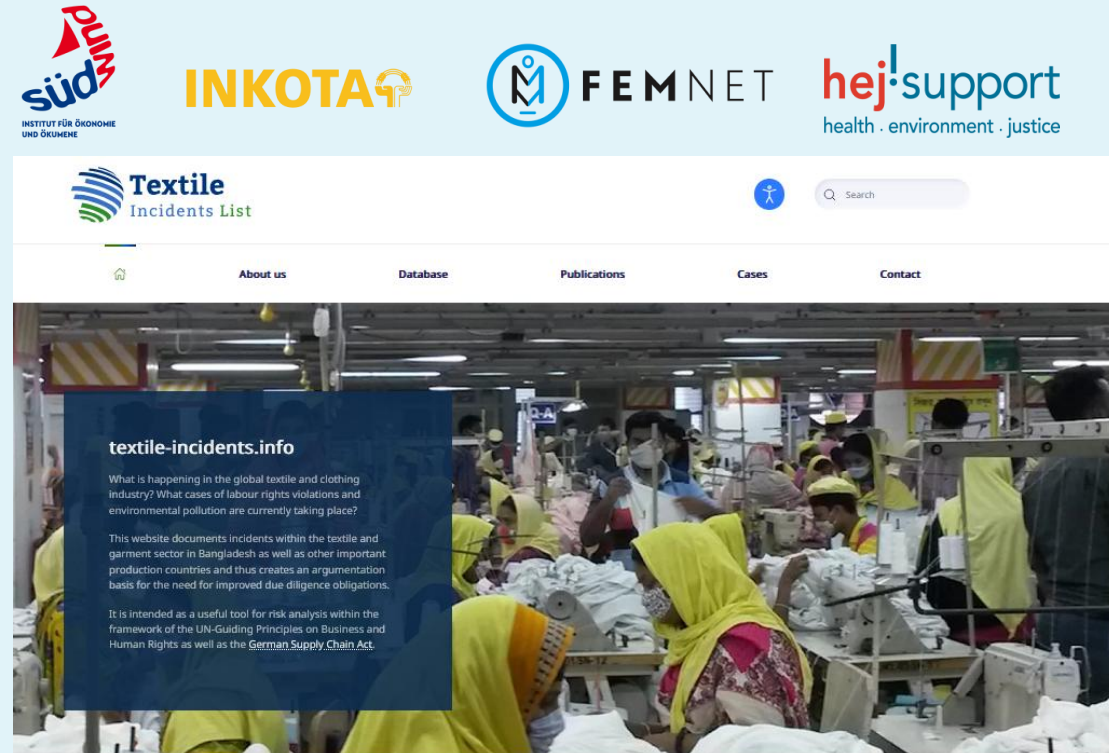 südwind
INSTITUT FÜR ÖKONOMIE
UND ÖKUMENE
INKOTA
FEMNET
hej!support
health . environment . justice
Textile
Incidents List
Search
About us
Database
Publications
Cases
Contact
Q-A
textile-incidents.info
What is happening in the global textile and clothing
industry? What cases of labour rights violations and
environmental pollution are currently taking place?
This website documents incidents within the textile and
garment sector in Bangladesh as well as other important
production countries and thus creates an argumentation
basis for the need for improved due diligence obligations.
It is intended as a useful tool for risk analysis within the
framework of the UN-Guiding Principles on Business and
Human Rights as well as the German Supply Chain Act.